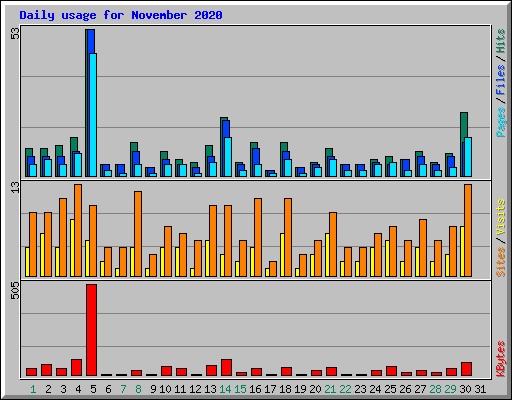 Daily usage for November 2020
53
Pages / Files / Hits
13
Sites / Visits
505
KBytes
1 2 3 4 5 6 7 8 9 10 11 12 13 14 15 16 17 18 19 20 21 22 23 24 25 26 27 28 29 30 31